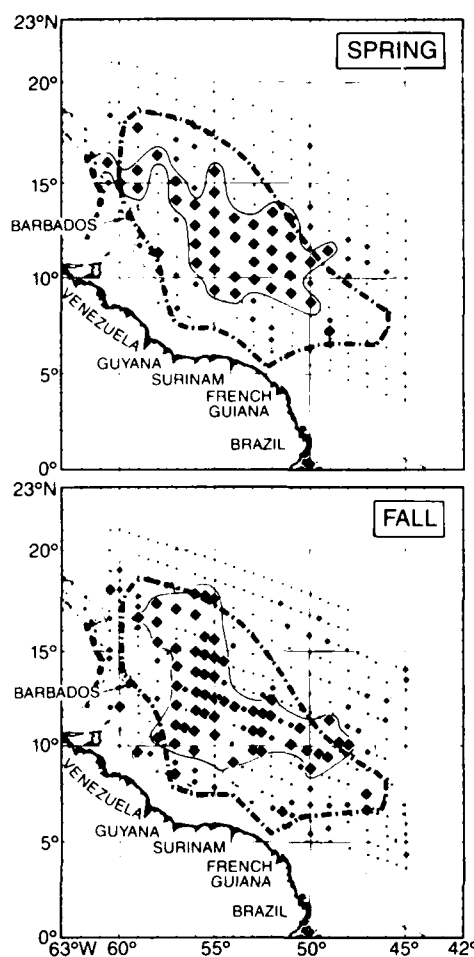 23°N
SPRING
20°
15°
BARBADOS
10°
VENEZUELA
GUYANA
SURINAM
5°
FRENCH
GUIANA
BRAZIL
0°
23°N
FALL
20°
15°
BARBADOS
10°
VENEZUELA
GUYANA
5°
SURINAM
FRENCH
GUIANA
BRAZIL
0°
63°W 60° 55° 50° 45° 42°